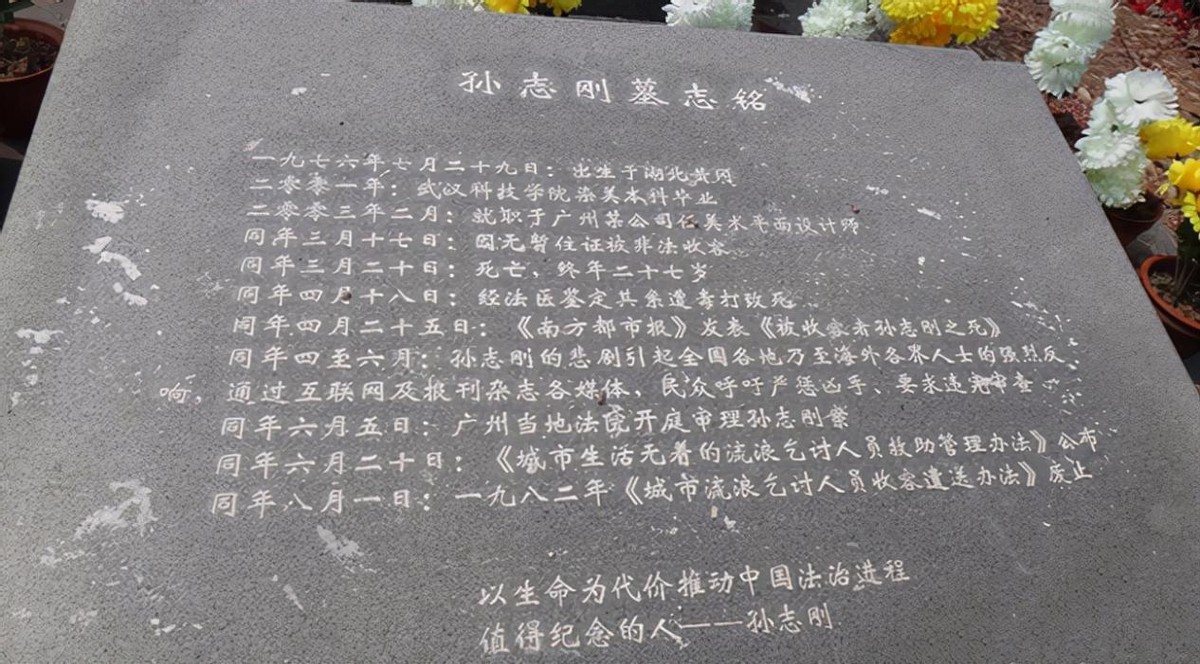 孙志刚墓志铭
一九七六年七月二十九日：出生于湖北黄冈
二零零一年：武汉科技学院染美本科毕业
二零零三年二月：就职于广州某公司任美术平面设计师
同年三月十七日：因无暂住证被非法收容
同年三月二十日：死亡、终年二十七岁
同年四月十八日：经法医鉴定其系遭毒打致死
同年四月二十五日：《南方都市报》发表《被收容者孙志刚之死》
同年四至六月：孙志刚的悲剧引起全国各地乃至海外各界人士的强烈反
响，通过互联网及报刊杂志各媒体、民众呼吁严惩凶手、要求违宪审查
同年六月五日：广州当地法院开庭审理孙志刚案
同年六月二十日：《城市生活无着的流浪乞讨人员救助管理办法》公布
同年八月一日：一九八二年《城市流浪乞讨人员收容遣送办法》废止
以生命为代价推动中国法治进程
值得纪念的人——孙志刚